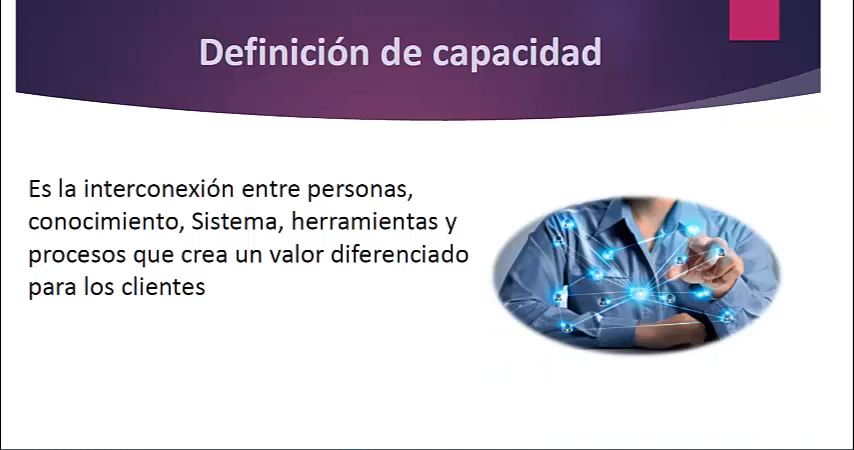 Definición de capacidad
Es la interconexión entre personas,
conocimiento, Sistema, herramientas y
procesos que crea un valor diferenciado
para los clientes